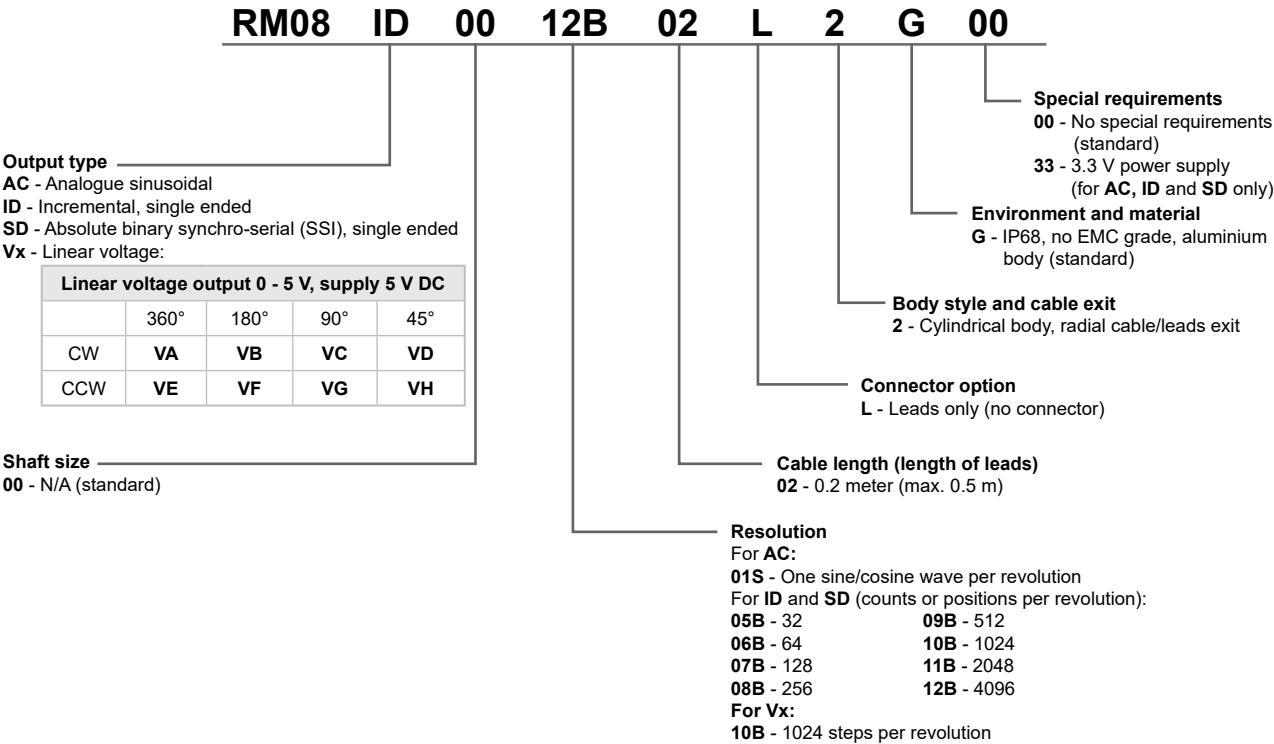 RM08 ID 00 12B 02 L 2 G 00
Special requirements
00 - No special requirements
(standard)
33 - 3.3 V power supply
(for AC, ID and SD only)
Output type
AC - Analogue sinusoidal
ID - Incremental, single ended
SD - Absolute binary synchro-serial (SSI), single ended
Vx - Linear voltage:
Linear voltage output 0 - 5 V, supply 5 V DC
360° 180° 90° 45°
CW VA VB VC VD
CCW VE VF VG VH
Environment and material
G - IP68, no EMC grade, aluminium
body (standard)
Body style and cable exit
2 - Cylindrical body, radial cable/leads exit
Connector option
L - Leads only (no connector)
Shaft size
00 - N/A (standard)
Cable length (length of leads)
02 - 0.2 meter (max. 0.5 m)
Resolution
For AC:
01S - One sine/cosine wave per revolution
For ID and SD (counts or positions per revolution):
05B - 32 09B - 512
06B - 64 10B - 1024
07B - 128 11B - 2048
08B - 256 12B - 4096
For Vx:
10B - 1024 steps per revolution